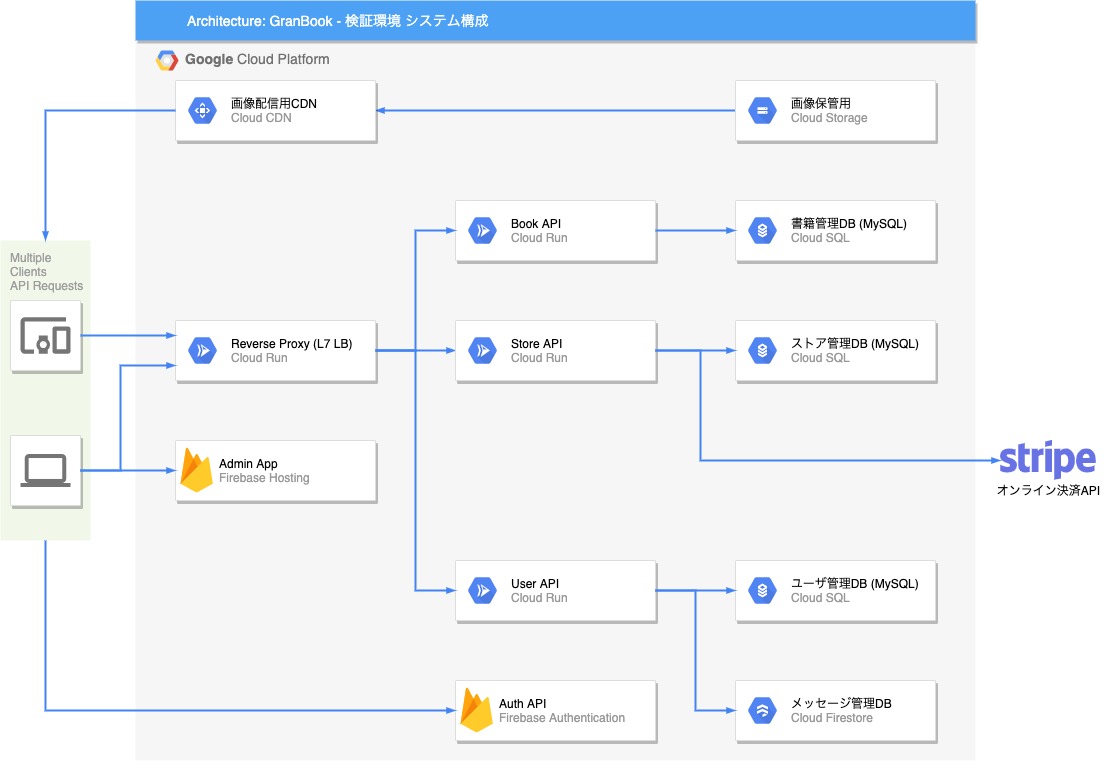 Architecture: GranBook - 検証環境 システム構成
Google Cloud Platform
画像配信用CDN
Cloud CDN
画像保管用
Cloud Storage
Book API
Cloud Run
書籍管理DB (MySQL)
Cloud SQL
Multiple
Clients
API Requests
Reverse Proxy (L7 LB)
Cloud Run
Store API
Cloud Run
ストア管理DB (MySQL)
Cloud SQL
Admin App
Firebase Hosting
stripe
オンライン決済API
User API
Cloud Run
ユーザ管理DB (MySQL)
Cloud SQL
Auth API
Firebase Authentication
メッセージ管理DB
Cloud Firestore